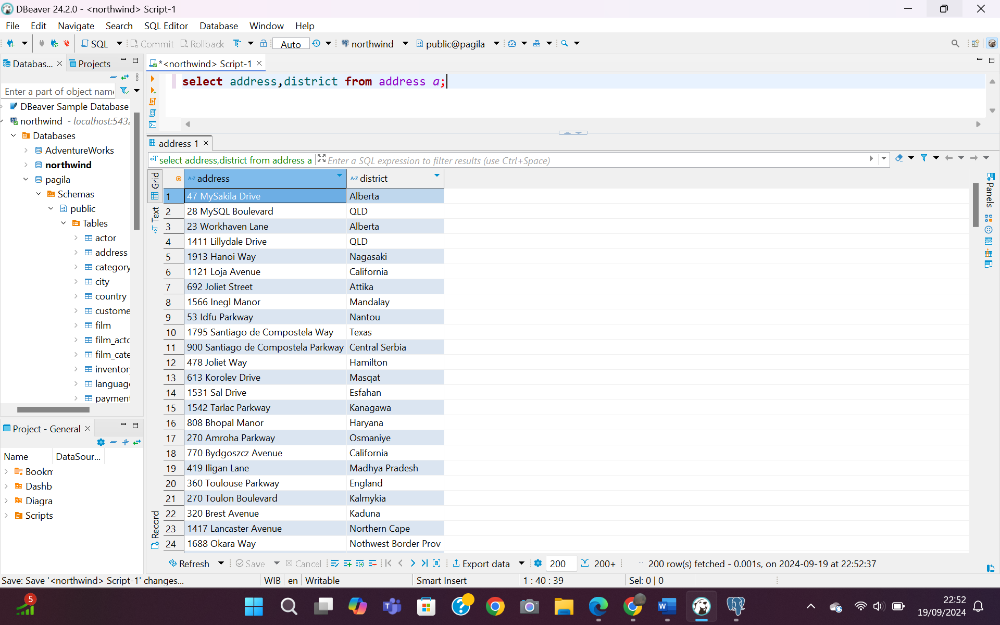 DBeaver 24.2.0 - <northwind> Script-1
File Edit Navigate Search SQL Editor Database Window Help
SQL Commit Rollback Auto northwind public@pagila
Databas... Projects
*<northwind> Script-1
Enter a part of object name
select address,district from address a;
DBeaver Sample Database
northwind - localhost:543
Databases
AdventureWorks
northwind
pagila
Schemas
public
Tables
actor
address
category
city
country
custome
film
film_acto
film_cate
inventor
language
payment
address 1
select address,district from address a Enter a SQL expression to filter results (use Ctrl+Space)
Grid
Text
Record
Panels
address district
1 47 MySakila Drive Alberta
2 28 MySQL Boulevard QLD
3 23 Workhaven Lane Alberta
4 1411 Lillydale Drive QLD
5 1913 Hanoi Way Nagasaki
6 1121 Loja Avenue California
7 692 Joliet Street Attika
8 1566 Inegl Manor Mandalay
9 53 Idfu Parkway Nantou
10 1795 Santiago de Compostela Way Texas
11 900 Santiago de Compostela Parkway Central Serbia
12 478 Joliet Way Hamilton
13 613 Korolev Drive Masqat
14 1531 Sal Drive Esfahan
15 1542 Tarlac Parkway Kanagawa
16 808 Bhopal Manor Haryana
17 270 Amroha Parkway Osmaniye
18 770 Bydgoszcz Avenue California
19 419 Iligan Lane Madhya Pradesh
20 360 Toulouse Parkway England
21 270 Toulon Boulevard Kalmykia
22 320 Brest Avenue Kaduna
23 1417 Lancaster Avenue Northern Cape
24 1688 Okara Way Nothwest Border Prov
Project - General
Name DataSour...
Bookm
Dashb
Diagra
Scripts
Refresh Save Cancel Export data 200 200+ 200 row(s) fetched - 0.001s, on 2024-09-19 at 22:52:37
Save: Save '<northwind> Script-1' changes... WIB en Writable Smart Insert 1 : 40 : 39 Sel: 0 | 0
5
22:52
19/09/2024